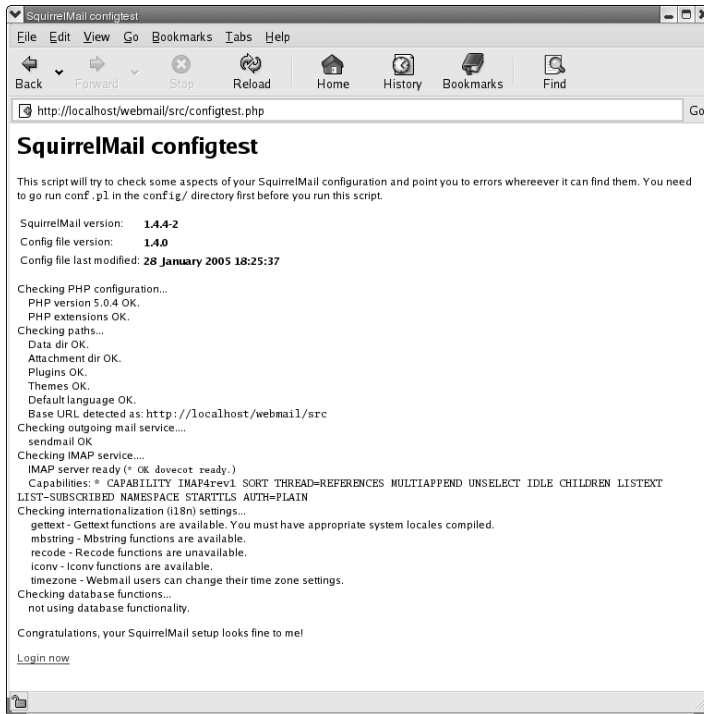 SquirrelMail configtest
File Edit View Go Bookmarks Tabs Help
Back Forward Stop Reload Home History Bookmarks Find
http://localhost/webmail/src/configtest.php Go
SquirrelMail configtest
This script will try to check some aspects of your SquirrelMail configuration and point you to errors whereever it can find them. You need
to go run conf.pl in the config/ directory first before you run this script.
SquirrelMail version: 1.4.4-2
Config file version: 1.4.0
Config file last modified: 28 January 2005 18:25:37
Checking PHP configuration...
PHP version 5.0.4 OK.
PHP extensions OK.
Checking paths...
Data dir OK.
Attachment dir OK.
Plugins OK.
Themes OK.
Default language OK.
Base URL detected as: http://localhost/webmail/src
Checking outgoing mail service....
sendmail OK
Checking IMAP service....
IMAP server ready (* OK dovecot ready.)
Capabilities: * CAPABILITY IMAP4rev1 SORT THREAD=REFERENCES MULTIAPPEND UNSELECT IDLE CHILDREN LISTEXT
LIST-SUBSCRIBED NAMESPACE STARTTLS AUTH=PLAIN
Checking internationalization (i18n) settings...
gettext - Gettext functions are available. You must have appropriate system locales compiled.
mbstring - Mbstring functions are available.
recode - Recode functions are unavailable.
iconv - Iconv functions are available.
timezone - Webmail users can change their time zone settings.
Checking database functions...
not using database functionality.
Congratulations, your SquirrelMail setup looks fine to me!
Login now